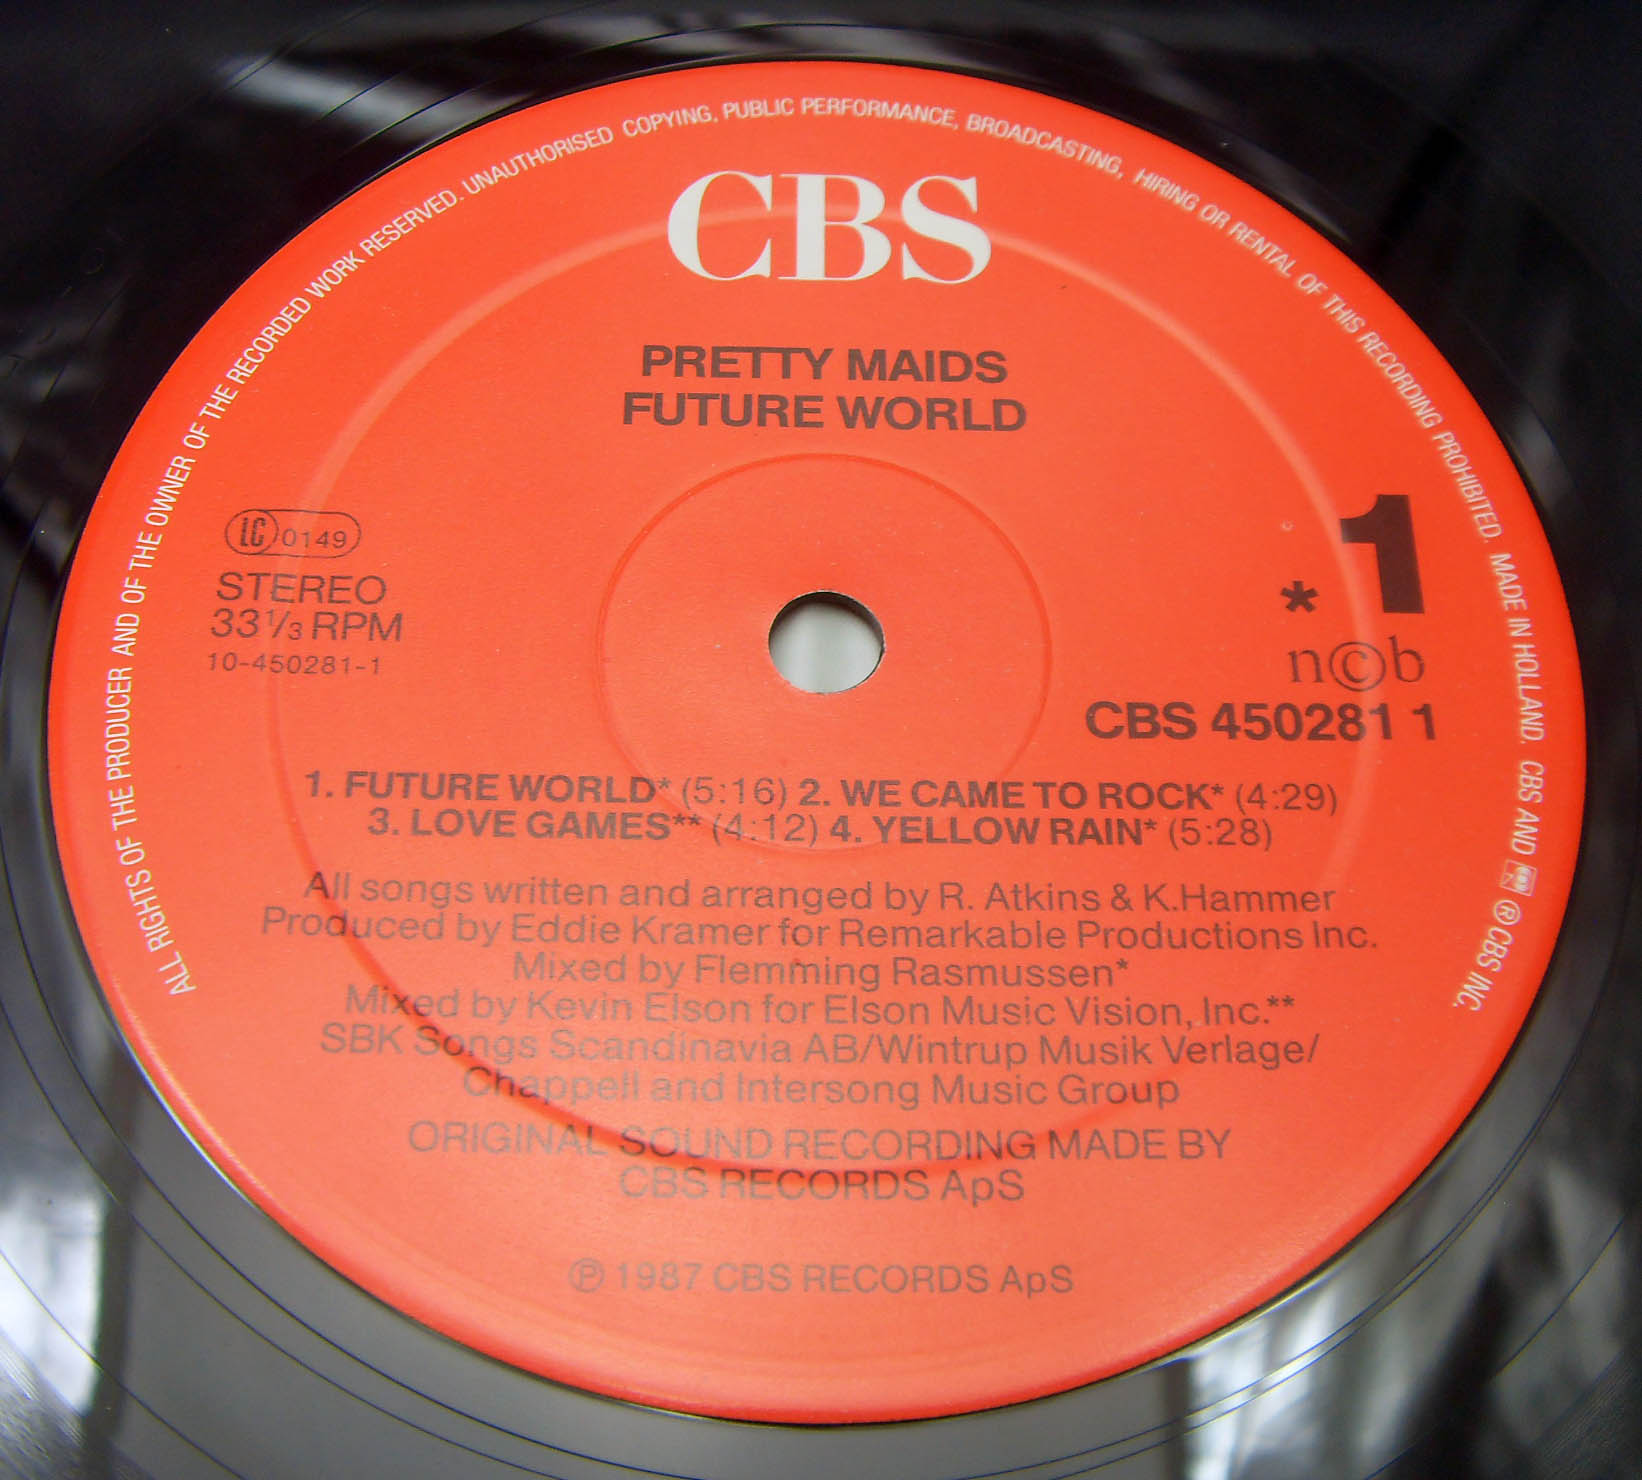 ALL RIGHTS OF THE PRODUCER AND OF THE OWNER OF THE RECORDED WORK RESERVED. UNAUTHORISED COPYING, PUBLIC PERFORMANCE, BROADCASTING, HIRING OR RENTAL OF THIS RECORDING PROHIBITED. MADE IN HOLLAND. CBS AND ® CBS INC.
CBS
PRETTY MAIDS
FUTURE WORLD
LC 0149
STEREO
33 1/3 RPM
10-450281-1
* 1
n©b
CBS 450281 1
1. FUTURE WORLD* (5:16) 2. WE CAME TO ROCK* (4:29)
3. LOVE GAMES** (4:12) 4. YELLOW RAIN* (5:28)
All songs written and arranged by R. Atkins & K.Hammer
Produced by Eddie Kramer for Remarkable Productions Inc.
Mixed by Flemming Rasmussen*
Mixed by Kevin Elson for Elson Music Vision, Inc.**
SBK Songs Scandinavia AB/Wintrup Musik Verlage/
Chappell and Intersong Music Group
ORIGINAL SOUND RECORDING MADE BY
CBS RECORDS ApS
℗ 1987 CBS RECORDS ApS